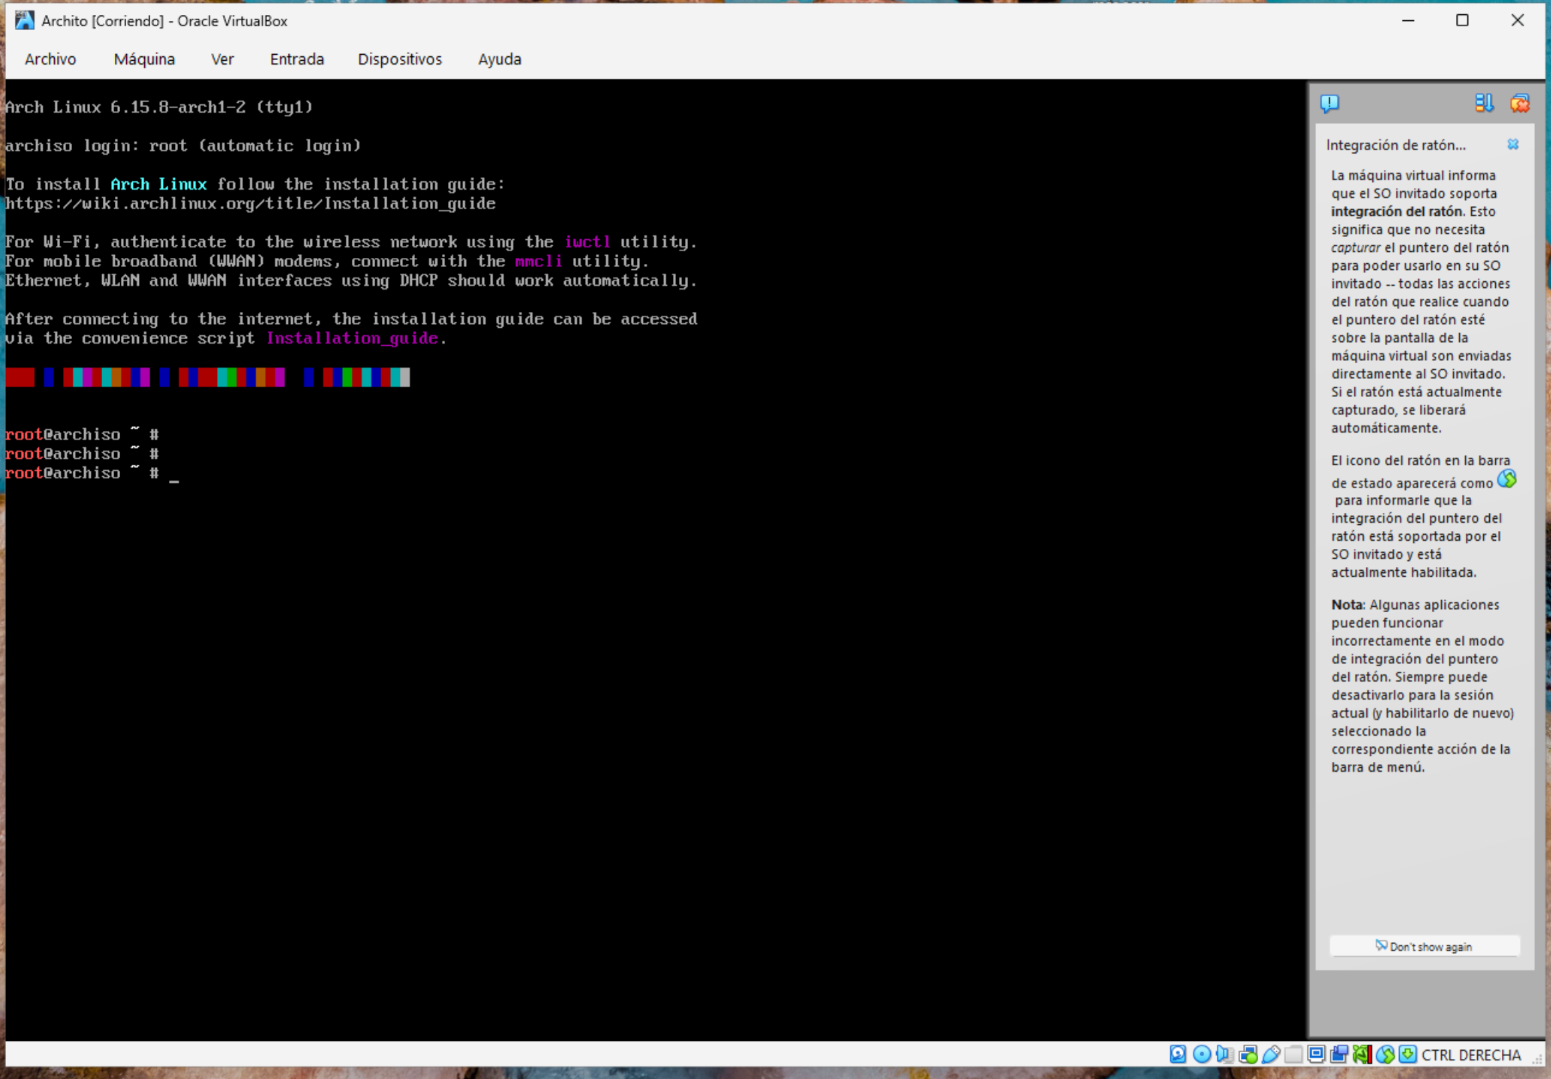 Archito [Corriendo] - Oracle VirtualBox
Archivo Máquina Ver Entrada Dispositivos Ayuda
Arch Linux 6.15.8-arch1-2 (tty1)
archiso login: root (automatic login)
To install Arch Linux follow the installation guide:
https://wiki.archlinux.org/title/Installation_guide
For Wi-Fi, authenticate to the wireless network using the iwctl utility.
For mobile broadband (WWAN) modems, connect with the mmcli utility.
Ethernet, WLAN and WWAN interfaces using DHCP should work automatically.
After connecting to the internet, the installation guide can be accessed
via the convenience script Installation_guide.
root@archiso ~ #
root@archiso ~ #
root@archiso ~ # _
Integración de ratón...
La máquina virtual informa
que el SO invitado soporta
integración del ratón. Esto
significa que no necesita
capturar el puntero del ratón
para poder usarlo en su SO
invitado -- todas las acciones
del ratón que realice cuando
el puntero del ratón esté
sobre la pantalla de la
máquina virtual son enviadas
directamente al SO invitado.
Si el ratón está actualmente
capturado, se liberará
automáticamente.
El icono del ratón en la barra
de estado aparecerá como
para informarle que la
integración del puntero del
ratón está soportada por el
SO invitado y está
actualmente habilitada.
Nota: Algunas aplicaciones
pueden funcionar
incorrectamente en el modo
de integración del puntero
del ratón. Siempre puede
desactivarlo para la sesión
actual (y habilitarlo de nuevo)
seleccionado la
correspondiente acción de la
barra de menú.
Don't show again
CTRL DERECHA